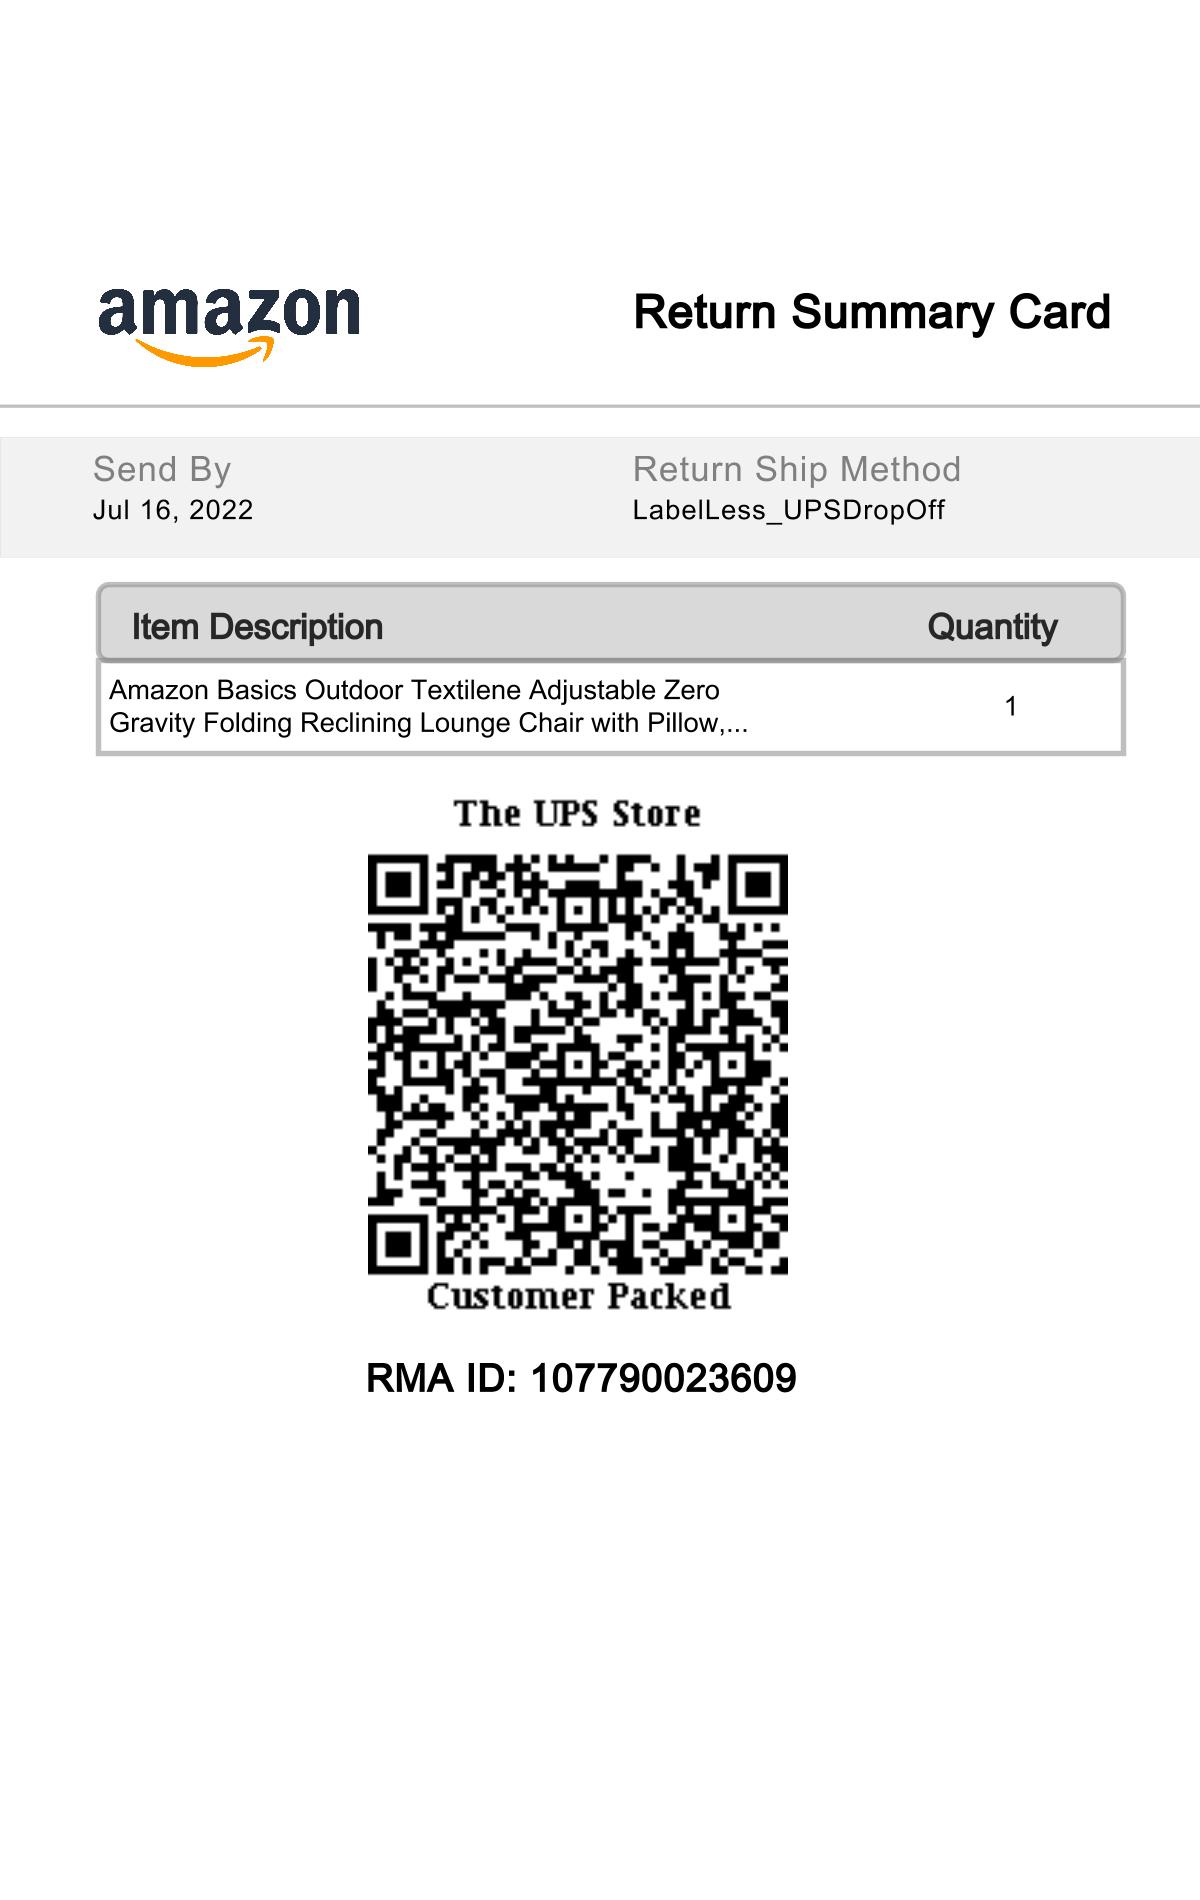 amazon
Return Summary Card
Send By
Return Ship Method
Jul 16, 2022
LabelLess_UPSDropOff
Item Description
Quantity
Amazon Basics Outdoor Textilene Adjustable Zero
Gravity Folding Reclining Lounge Chair with Pillow,...
1
The UPS Store
Customer Packed
RMA ID: 107790023609